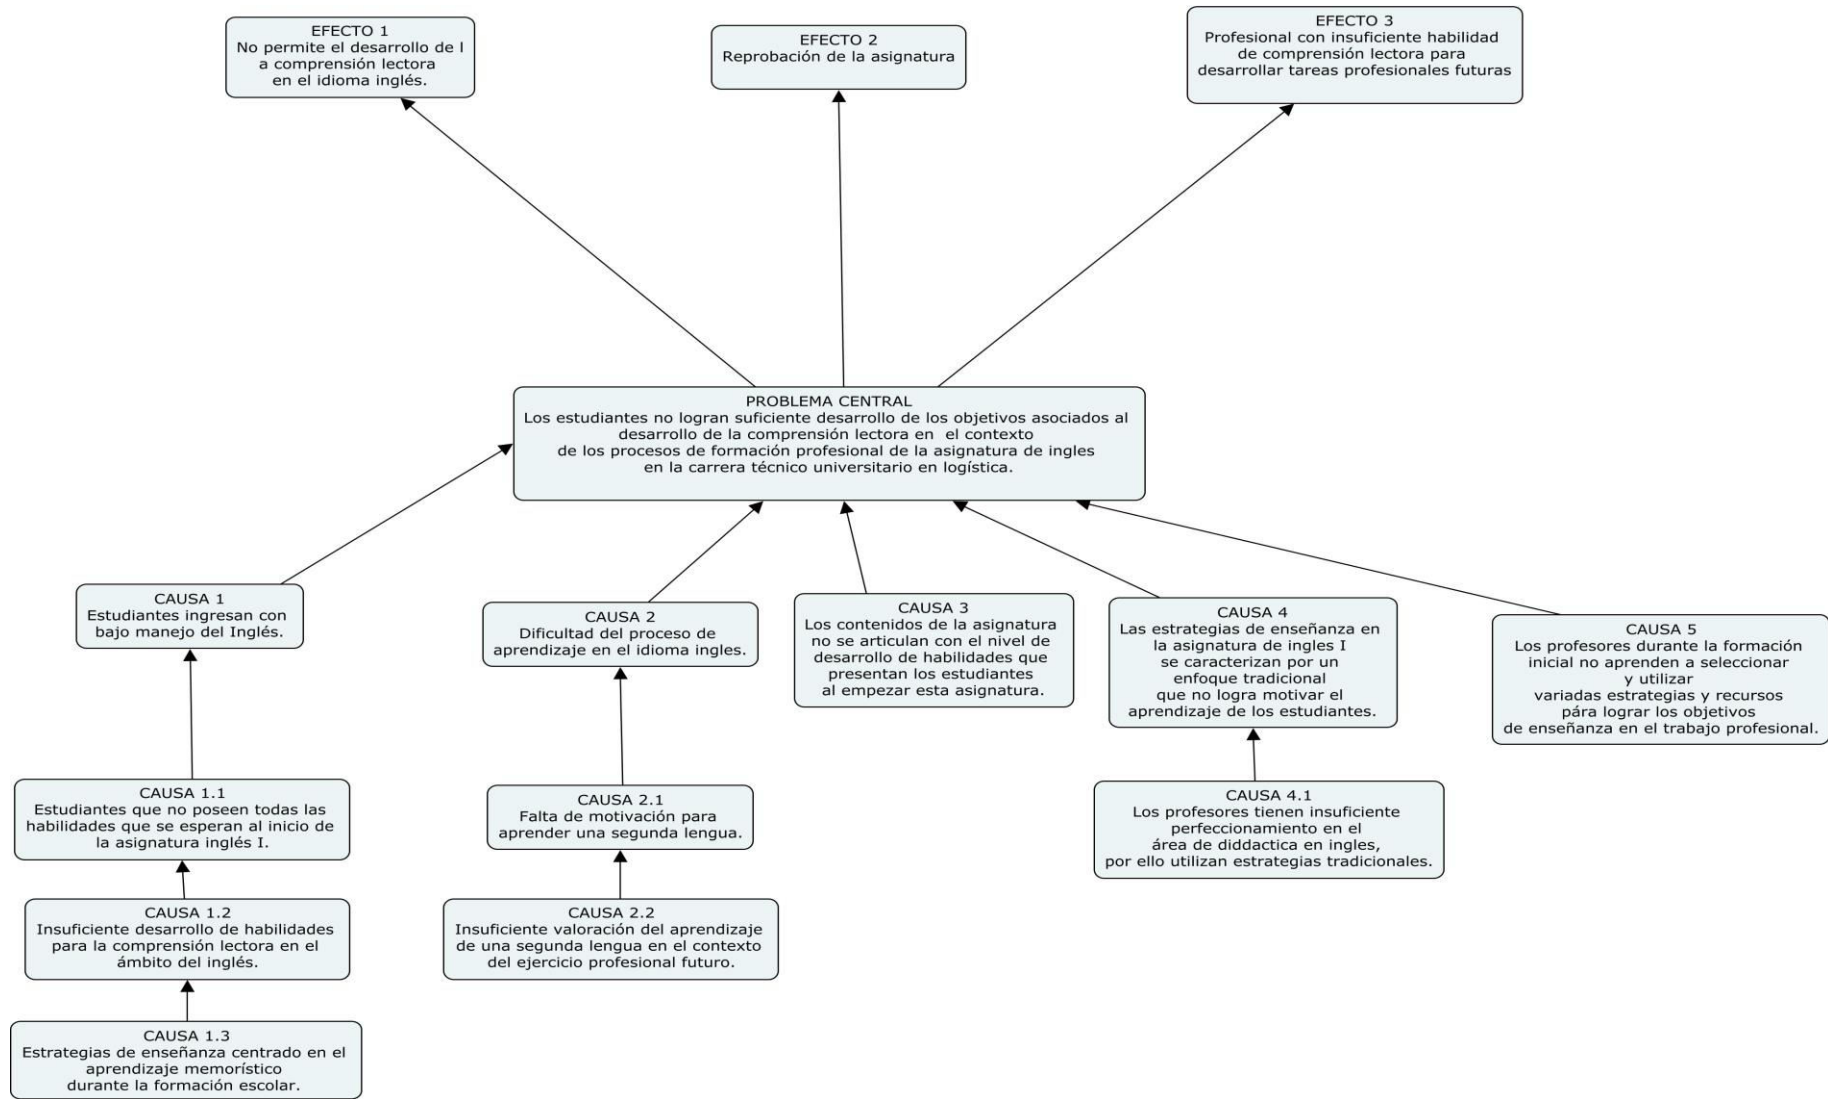 EFECTO 1
No permite el desarrollo de l
a comprensión lectora
en el idioma inglés.
EFECTO 2
Reprobación de la asignatura
EFECTO 3
Profesional con insuficiente habilidad
de comprensión lectora para
desarrollar tareas profesionales futuras
PROBLEMA CENTRAL
Los estudiantes no logran suficiente desarrollo de los objetivos asociados al
desarrollo de la comprensión lectora en el contexto
de los procesos de formación profesional de la asignatura de ingles
en la carrera técnico universitario en logística.
CAUSA 1
Estudiantes ingresan con
bajo manejo del Inglés.
CAUSA 2
Dificultad del proceso de
aprendizaje en el idioma ingles.
CAUSA 3
Los contenidos de la asignatura
no se articulan con el nivel de
desarrollo de habilidades que
presentan los estudiantes
al empezar esta asignatura.
CAUSA 4
Las estrategias de enseñanza en
la asignatura de ingles I
se caracterizan por un
enfoque tradicional
que no logra motivar el
aprendizaje de los estudiantes.
CAUSA 5
Los profesores durante la formación
inicial no aprenden a seleccionar
y utilizar
variadas estrategias y recursos
pára lograr los objetivos
de enseñanza en el trabajo profesional.
CAUSA 1.1
Estudiantes que no poseen todas las
habilidades que se esperan al inicio de
la asignatura inglés I.
CAUSA 2.1
Falta de motivación para
aprender una segunda lengua.
CAUSA 4.1
Los profesores tienen insuficiente
perfeccionamiento en el
área de diddactica en ingles,
por ello utilizan estrategias tradicionales.
CAUSA 1.2
Insuficiente desarrollo de habilidades
para la comprensión lectora en el
ámbito del inglés.
CAUSA 2.2
Insuficiente valoración del aprendizaje
de una segunda lengua en el contexto
del ejercicio profesional futuro.
CAUSA 1.3
Estrategias de enseñanza centrado en el
aprendizaje memorístico
durante la formación escolar.